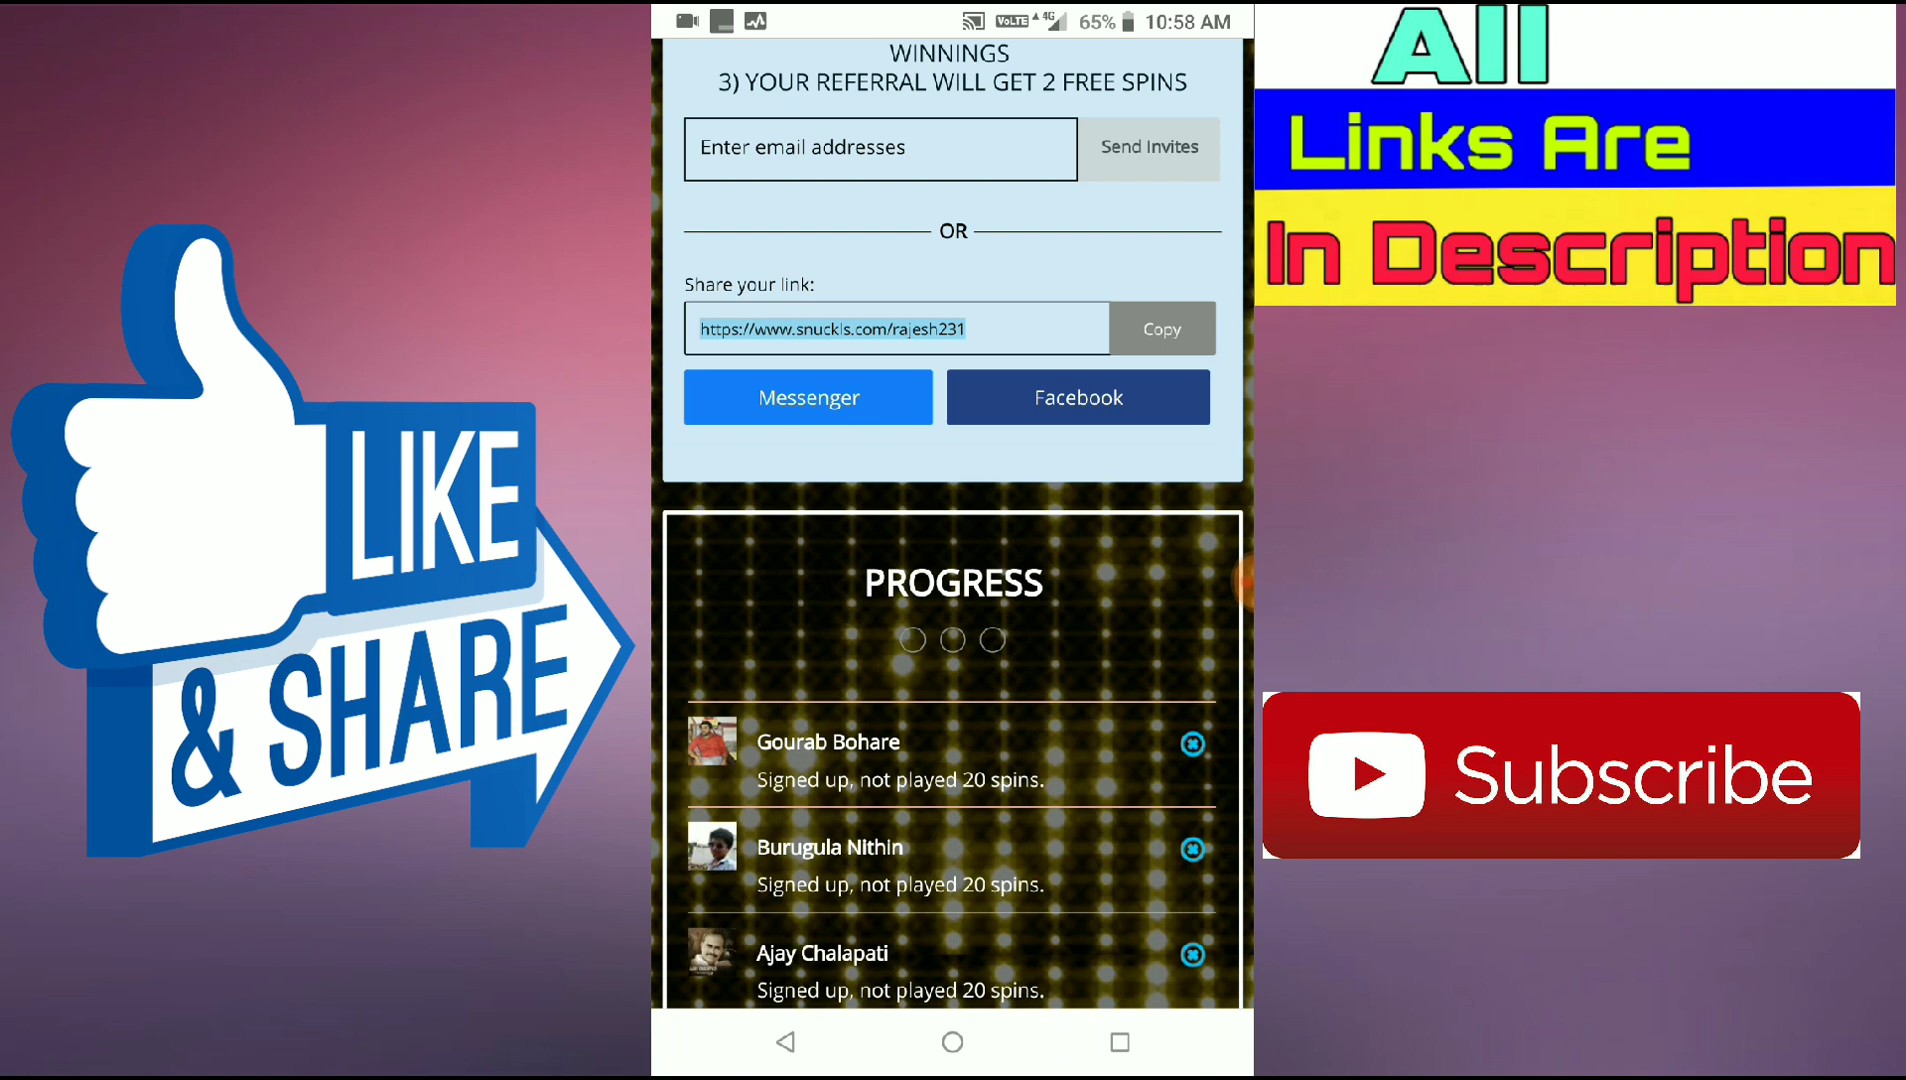 VoLTE 4G 65% 10:58 AM
WINNINGS
3) YOUR REFERRAL WILL GET 2 FREE SPINS
Enter email addresses
Send Invites
OR
Share your link:
https://www.snuckls.com/rajesh231
Copy
Messenger
Facebook
PROGRESS
Gourab Bohare
Signed up, not played 20 spins.
Burugula Nithin
Signed up, not played 20 spins.
Ajay Chalapati
Signed up, not played 20 spins.
LIKE
& SHARE
All
Links Are
In Description
Subscribe